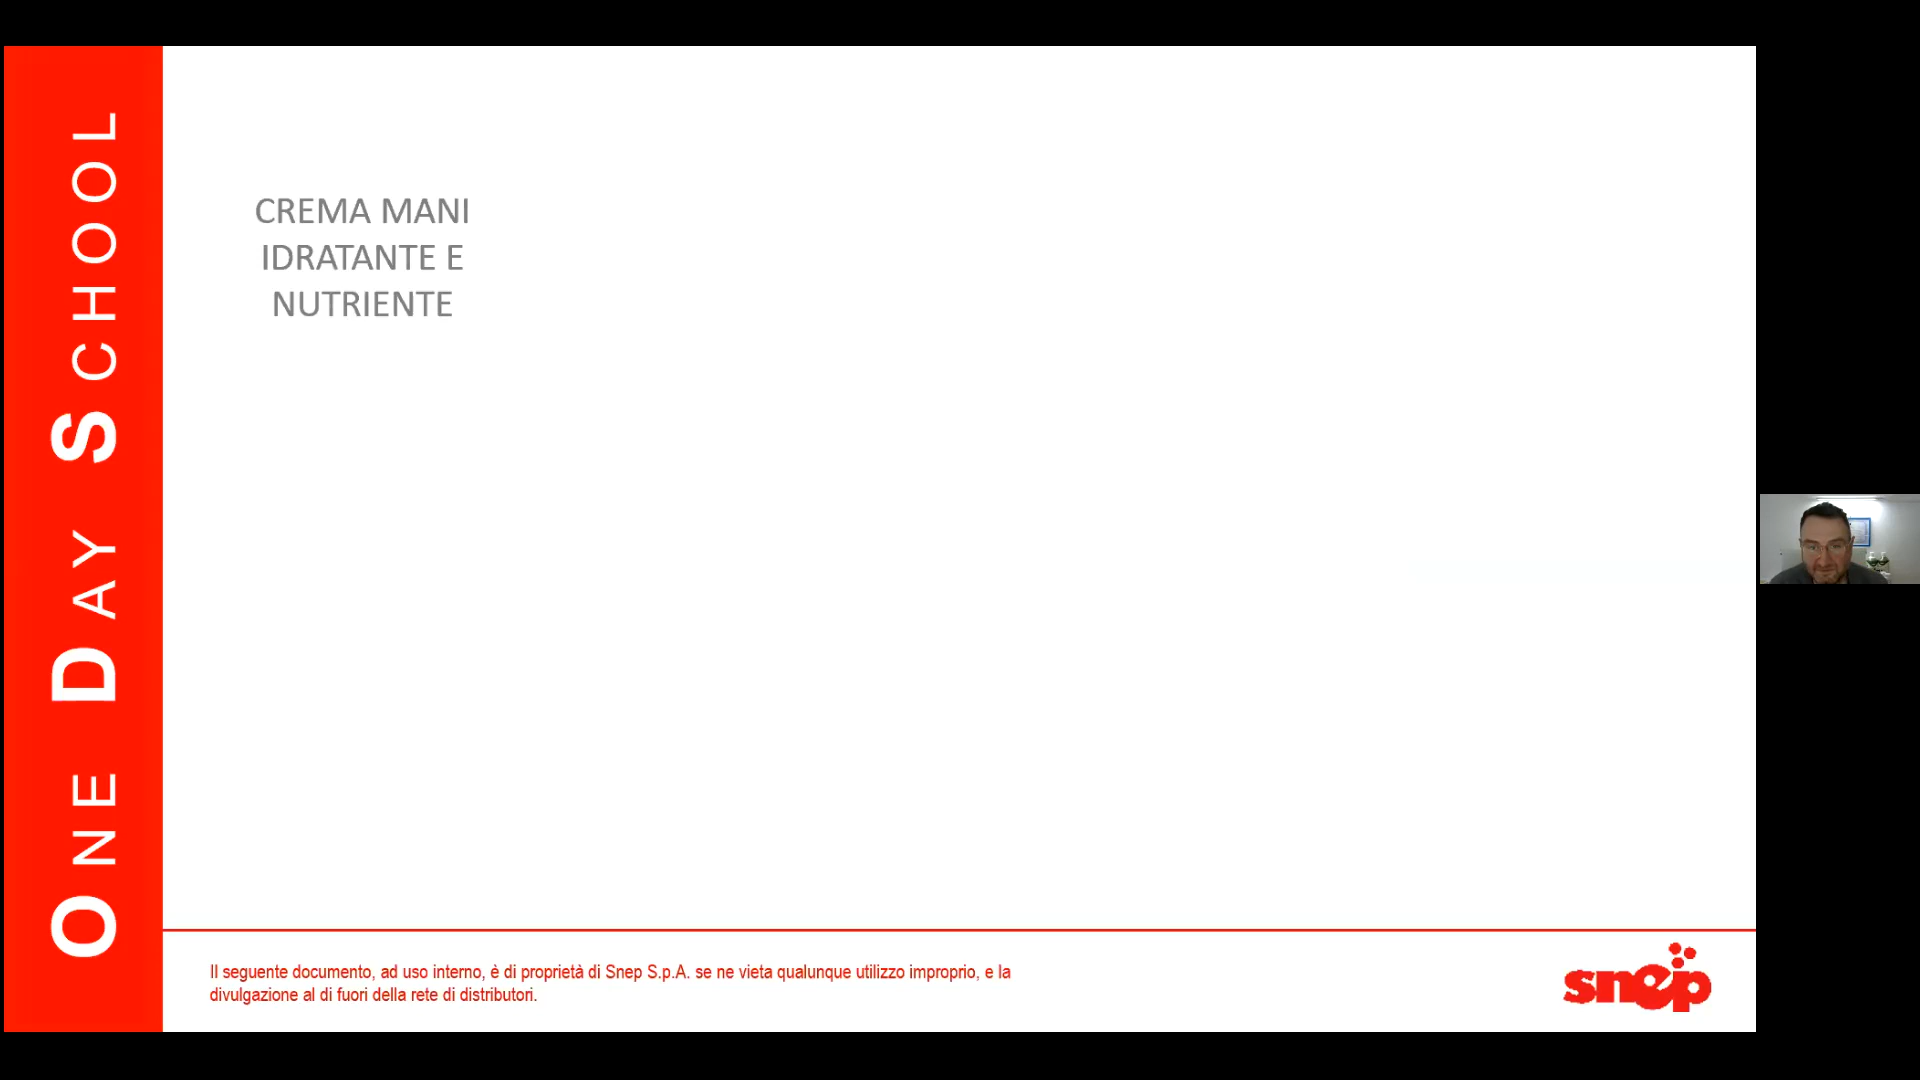 ONE DAY SCHOOL
CREMA MANI
IDRATANTE E
NUTRIENTE
Il seguente documento, ad uso interno, è di proprietà di Snep S.p.A. se ne vieta qualunque utilizzo improprio, e la
divulgazione al di fuori della rete di distributori.
snep